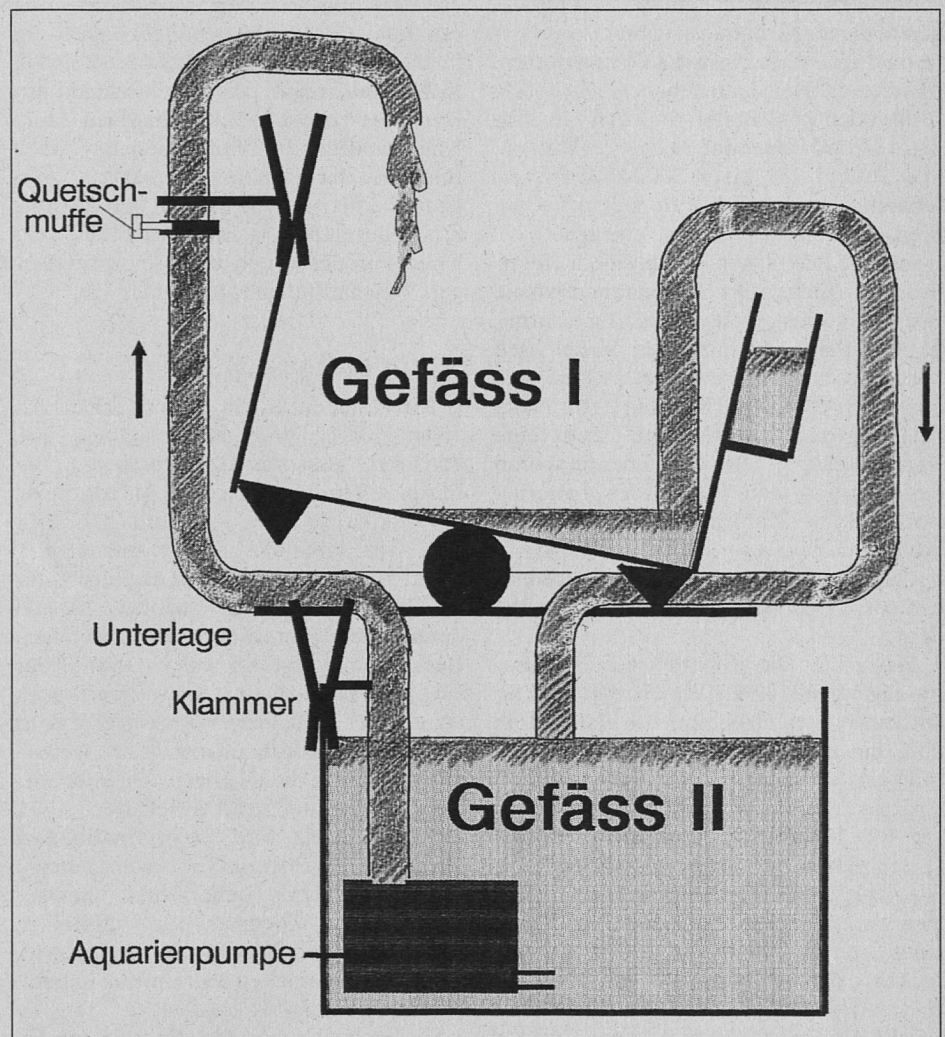 Quetsch-
muffe
Gefäss I
Unterlage
Klammer
Gefäss II
Aquarienpumpe